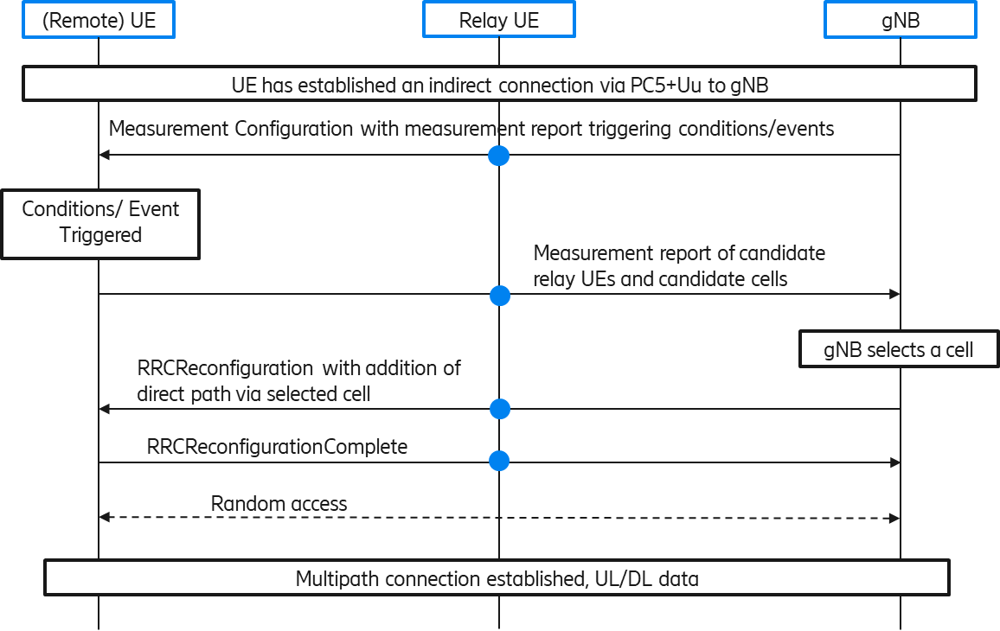 (Remote) UE
Relay UE
gNB
UE has established an indirect connection via PC5+Uu to gNB
Measurement Configuration with measurement report triggering conditions/events
Conditions/ Event
Triggered
Measurement report of candidate
relay UEs and candidate cells
gNB selects a cell
RRCReconfiguration with addition of
direct path via selected cell
RRCReconfigurationComplete
Random access
Multipath connection established, UL/DL data